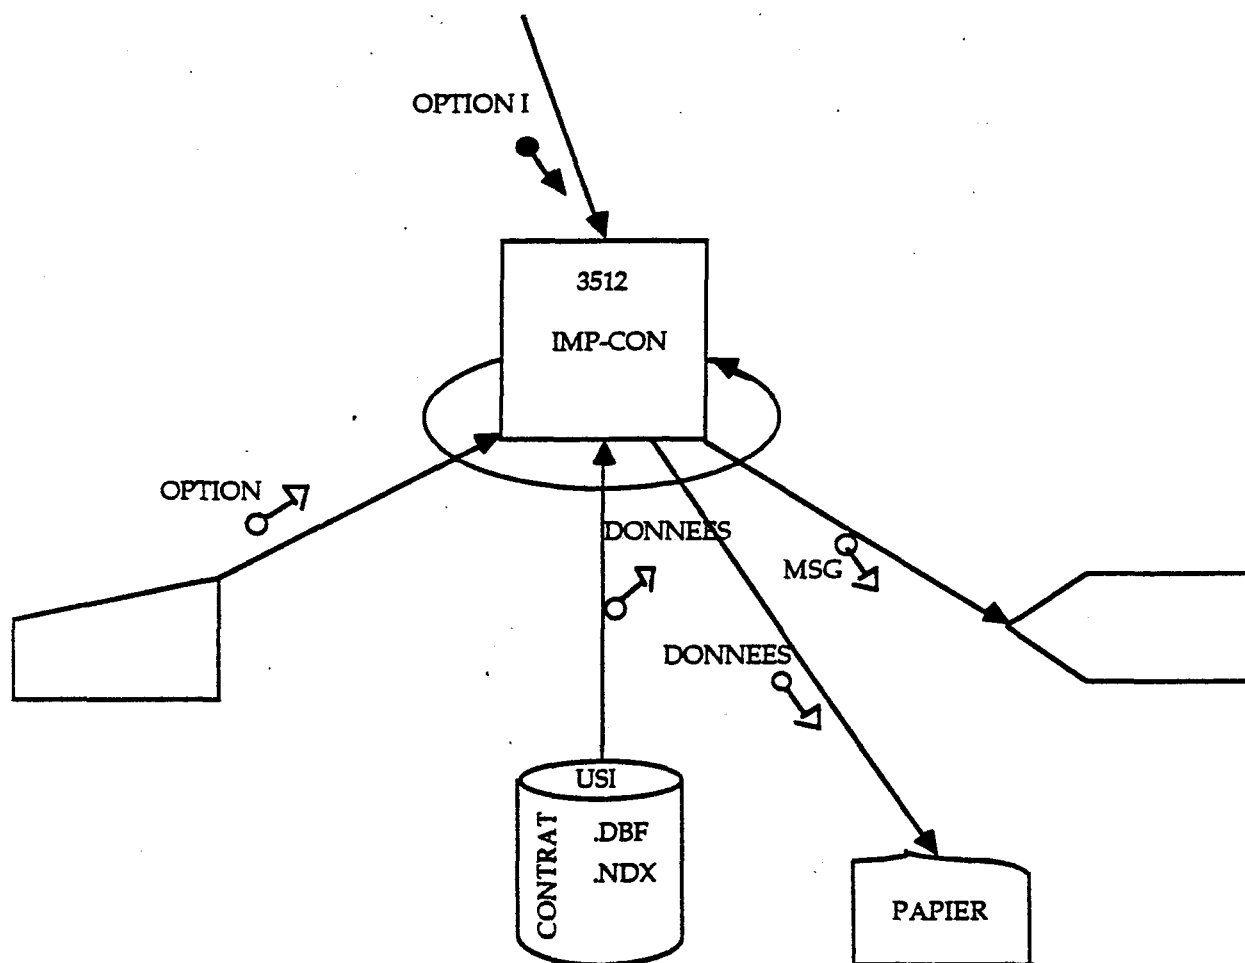 OPTION I
3512
IMP-CON
OPTION
DONNEES
MSG
DONNEES
USI
CONTRAT
.DBF
.NDX
PAPIER